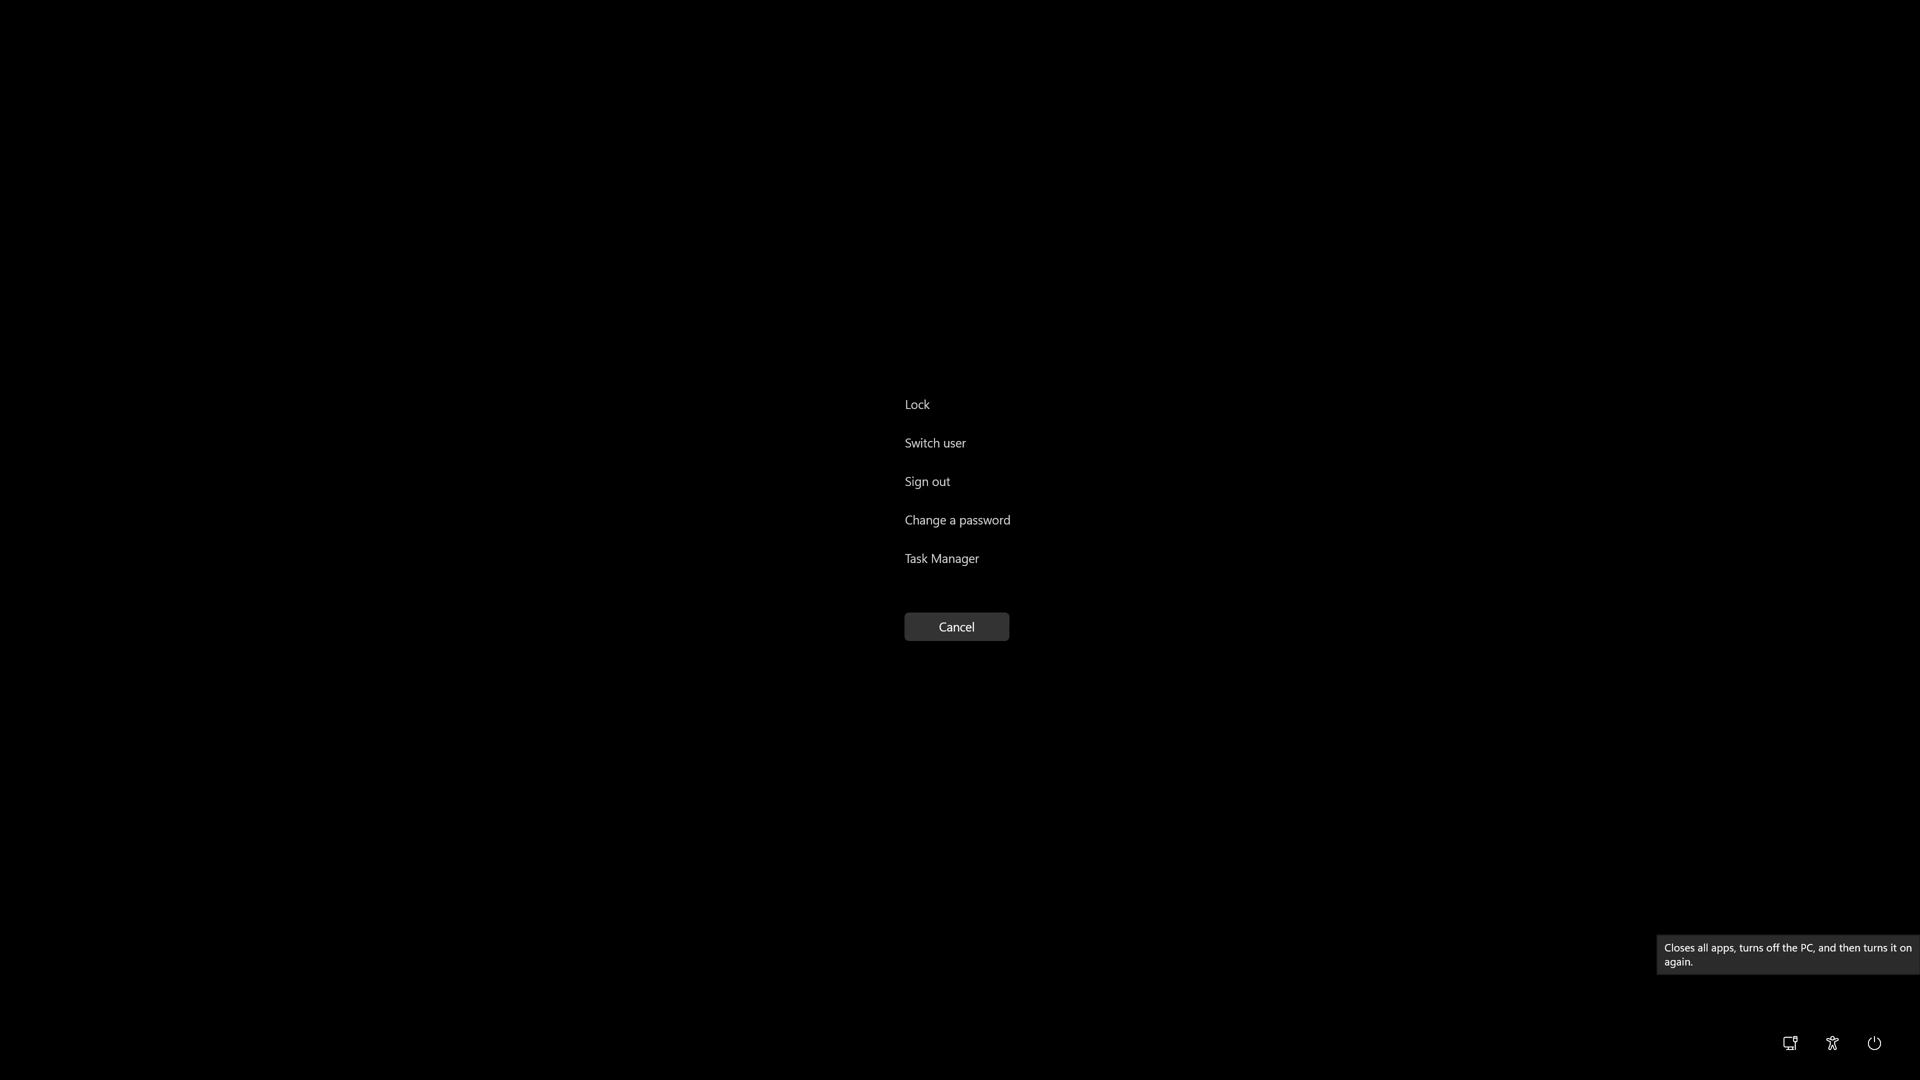 Lock
Switch user
Sign out
Change a password
Task Manager
Cancel
Closes all apps, turns off the PC, and then turns it on
again.